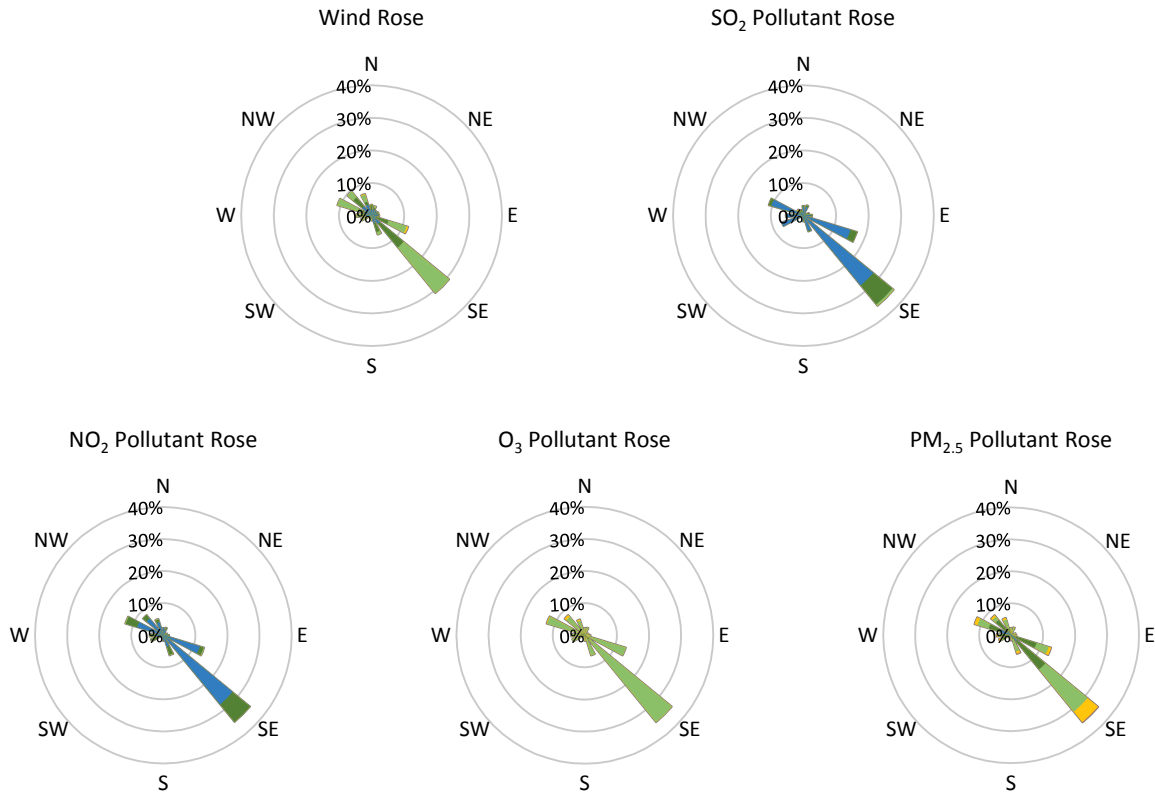 Wind Rose
N
40%
30%
20%
10%
0%
NW
NE
W
E
SW
SE
S
SO₂ Pollutant Rose
N
40%
30%
20%
10%
0%
NW
NE
W
E
SW
SE
S
NO₂ Pollutant Rose
N
40%
30%
20%
10%
0%
NW
NE
W
E
SW
SE
S
O₃ Pollutant Rose
N
40%
30%
20%
10%
0%
NW
NE
W
E
SW
SE
S
PM₂.₅ Pollutant Rose
N
40%
30%
20%
10%
0%
NW
NE
W
E
SW
SE
S